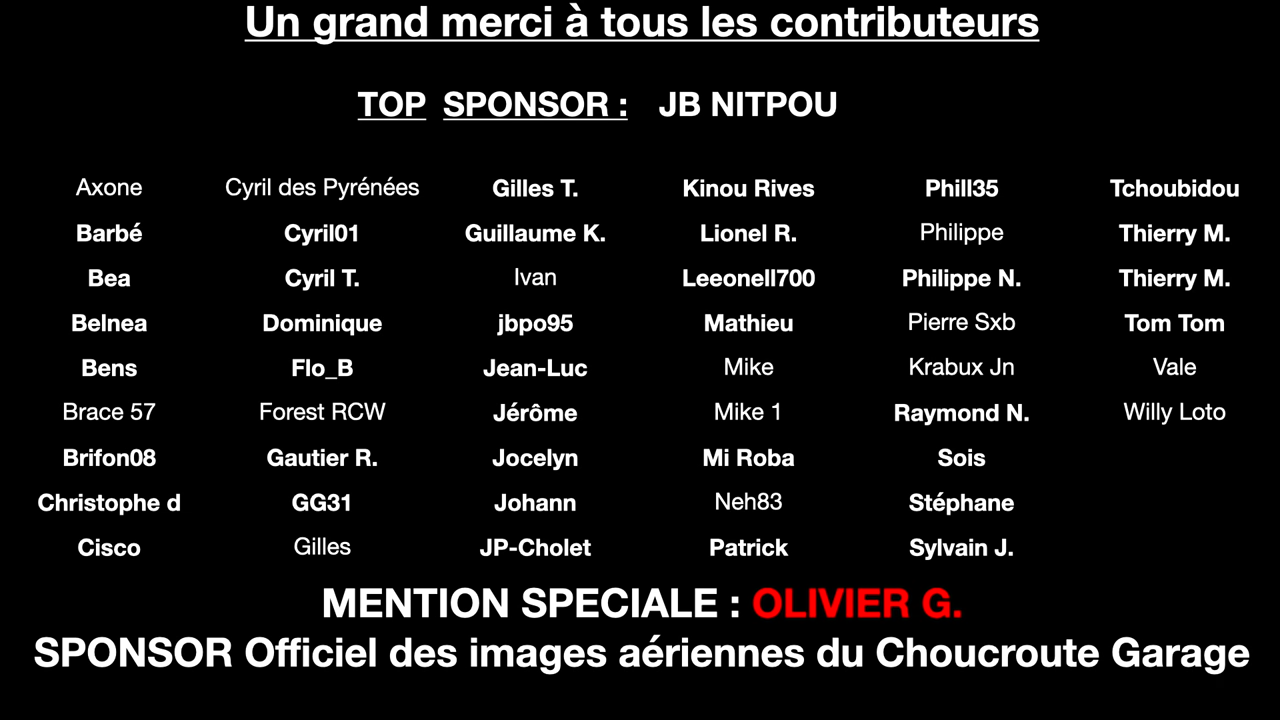 Un grand merci à tous les contributeurs
TOP SPONSOR : JB NITPOU
Axone Cyril des Pyrénées Gilles T. Kinou Rives Phill35 Tchoubidou
Barbé Cyril01 Guillaume K. Lionel R. Philippe Thierry M.
Bea Cyril T. Ivan Leeonell700 Philippe N. Thierry M.
Belnea Dominique jbpo95 Mathieu Pierre Sxb Tom Tom
Bens Flo_B Jean-Luc Mike Krabux Jn Vale
Brace 57 Forest RCW Jérôme Mike 1 Raymond N. Willy Loto
Brifon08 Gautier R. Jocelyn Mi Roba Sois
Christophe d GG31 Johann Neh83 Stéphane
Cisco Gilles JP-Cholet Patrick Sylvain J.
MENTION SPECIALE : OLIVIER G.
SPONSOR Officiel des images aériennes du Choucroute Garage